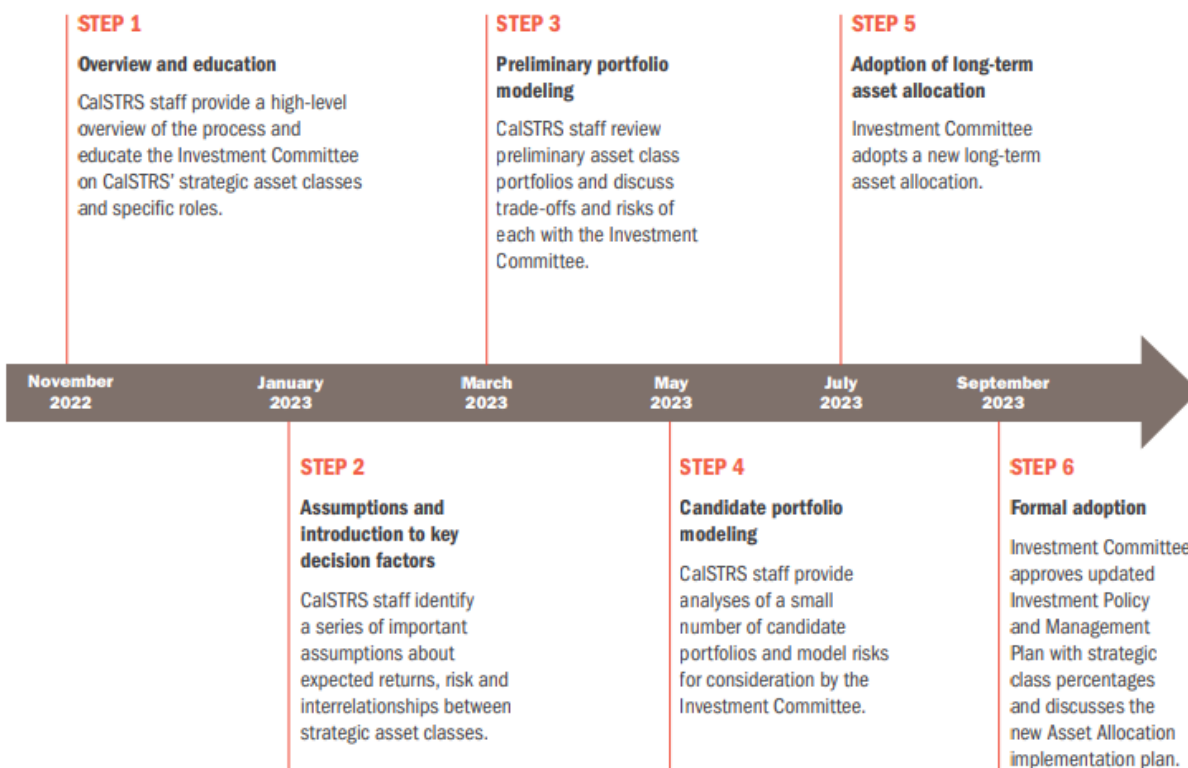 STEP 1
Overview and education
CalSTRS staff provide a high-level
overview of the process and
educate the Investment Committee
on CalSTRS' strategic asset classes
and specific roles.
STEP 3
Preliminary portfolio
modeling
CalSTRS staff review
preliminary asset class
portfolios and discuss
trade-offs and risks of
each with the Investment
Committee.
STEP 5
Adoption of long-term
asset allocation
Investment Committee
adopts a new long-term
asset allocation.
November
2022
January
2023
March
2023
May
2023
July
2023
September
2023
STEP 2
Assumptions and
introduction to key
decision factors
CalSTRS staff identify
a series of important
assumptions about
expected returns, risk and
interrelationships between
strategic asset classes.
STEP 4
Candidate portfolio
modeling
CalSTRS staff provide
analyses of a small
number of candidate
portfolios and model risks
for consideration by the
Investment Committee.
STEP 6
Formal adoption
Investment Committee
approves updated
Investment Policy
and Management
Plan with strategic
class percentages
and discusses the
new Asset Allocation
implementation plan.